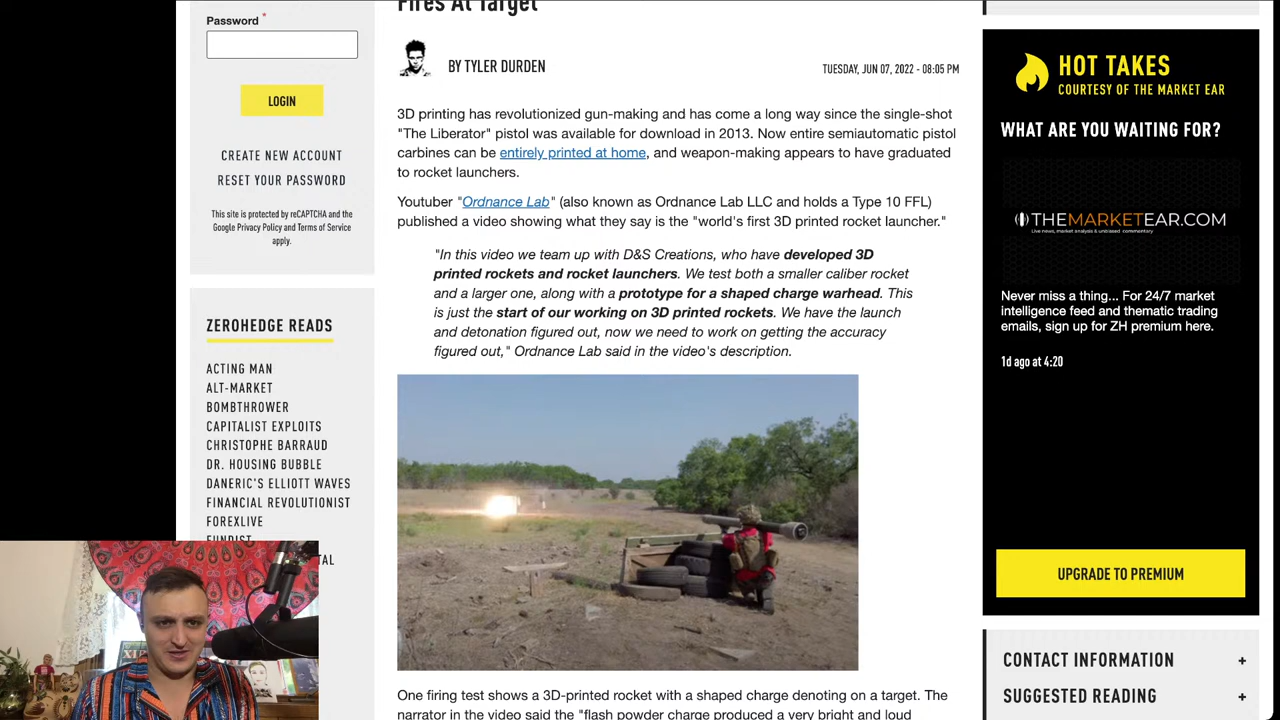 Fires At Target
Password *
BY TYLER DURDEN
TUESDAY, JUN 07, 2022 - 08:05 PM
LOGIN
CREATE NEW ACCOUNT
RESET YOUR PASSWORD
This site is protected by reCAPTCHA and the
Google Privacy Policy and Terms of Service
apply.
3D printing has revolutionized gun-making and has come a long way since the single-shot
"The Liberator" pistol was available for download in 2013. Now entire semiautomatic pistol
carbines can be entirely printed at home, and weapon-making appears to have graduated
to rocket launchers.
Youtuber "Ordnance Lab" (also known as Ordnance Lab LLC and holds a Type 10 FFL)
published a video showing what they say is the "world's first 3D printed rocket launcher."
"In this video we team up with D&S Creations, who have developed 3D
printed rockets and rocket launchers. We test both a smaller caliber rocket
and a larger one, along with a prototype for a shaped charge warhead. This
is just the start of our working on 3D printed rockets. We have the launch
and detonation figured out, now we need to work on getting the accuracy
figured out," Ordnance Lab said in the video's description.
One firing test shows a 3D-printed rocket with a shaped charge denoting on a target. The
narrator in the video said the "flash powder charge produced a very bright and loud
ZEROHEDGE READS
ACTING MAN
ALT-MARKET
BOMBTHROWER
CAPITALIST EXPLOITS
CHRISTOPHE BARRAUD
DR. HOUSING BUBBLE
DANERIC'S ELLIOTT WAVES
FINANCIAL REVOLUTIONIST
FOREXLIVE
FUNDIST
TAL
HOT TAKES
COURTESY OF THE MARKET EAR
WHAT ARE YOU WAITING FOR?
THEMARKETEAR.COM
Live news, market analysis & unbiased commentary
Never miss a thing... For 24/7 market
intelligence feed and thematic trading
emails, sign up for ZH premium here.
1d ago at 4:20
UPGRADE TO PREMIUM
CONTACT INFORMATION +
SUGGESTED READING +